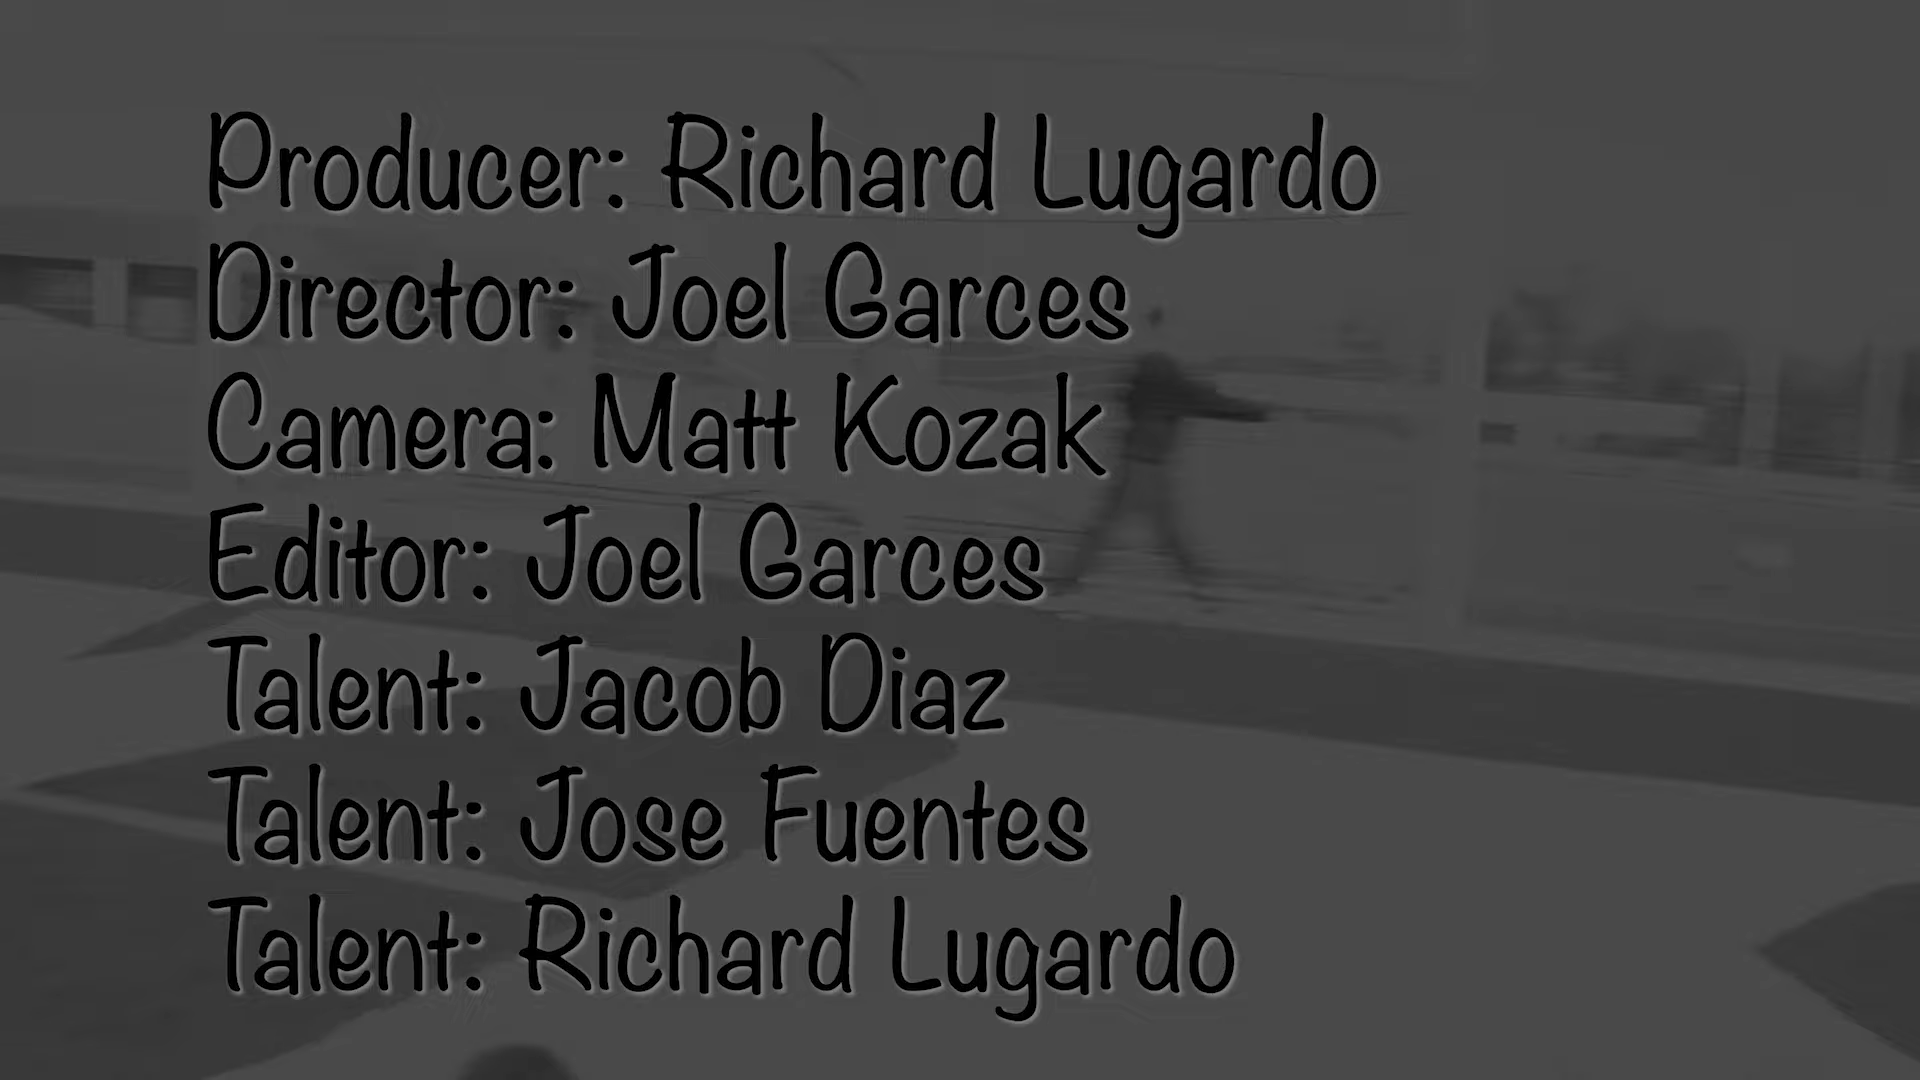 Producer: Richard Lugardo
Director: Joel Garces
Camera: Matt Kozak
Editor: Joel Garces
Talent: Jacob Diaz
Talent: Jose Fuentes
Talent: Richard Lugardo